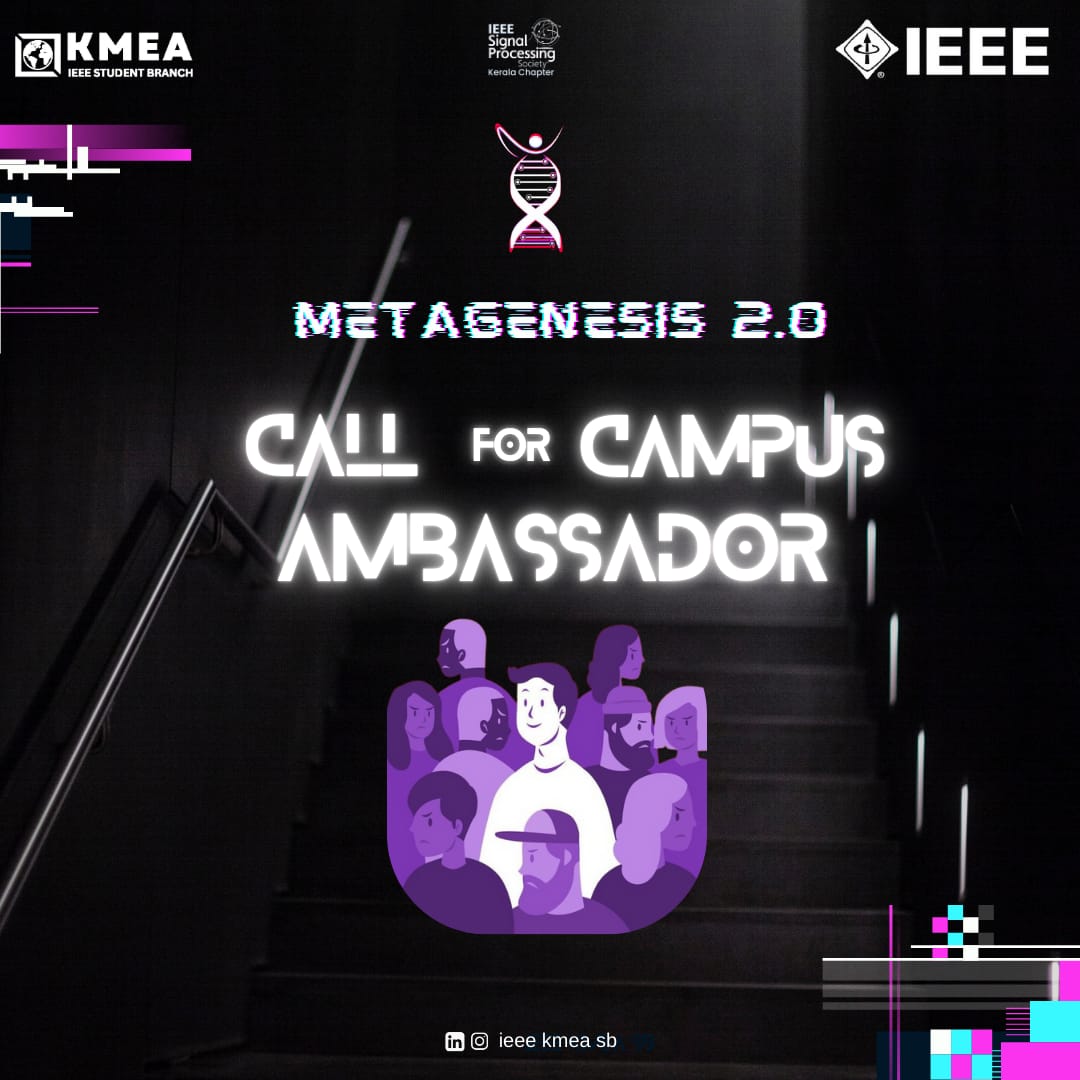 KMEA
IEEE STUDENT BRANCH
IEEE
Signal
Processing
Society
Kerala Chapter
IEEE
®
METAGENESIS 2.0
CALL FOR CAMPUS
AMBASSADOR
in ieee kmea sb